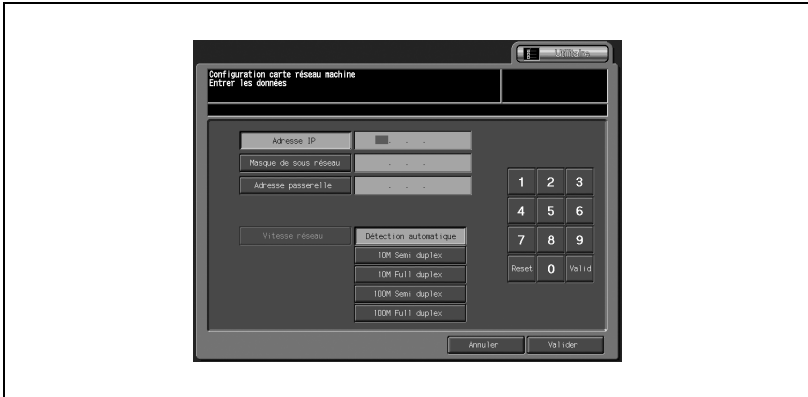 Utilitaire
Configuration carte réseau machine
Entrer les données
Adresse IP
Masque de sous réseau
Adresse passerelle
1 2 3
4 5 6
Vitesse réseau Détection automatique
7 8 9
10M Semi duplex
10M Full duplex
Reset 0 Valid
100M Semi duplex
100M Full duplex
Annuler Valider